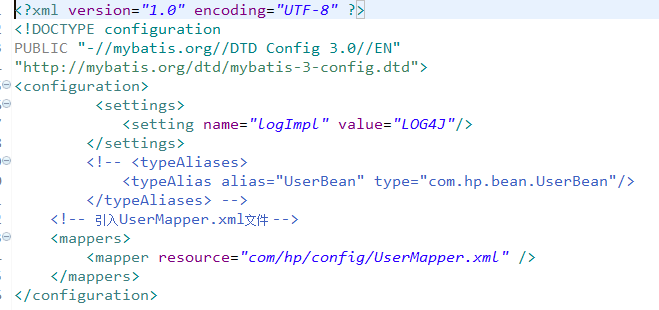 <?xml version="1.0" encoding="UTF-8" ?>
<!DOCTYPE configuration
PUBLIC "-//mybatis.org//DTD Config 3.0//EN"
"http://mybatis.org/dtd/mybatis-3-config.dtd">
<configuration>
<settings>
<setting name="logImpl" value="LOG4J"/>
</settings>
<!-- <typeAliases>
<typeAlias alias="UserBean" type="com.hp.bean.UserBean"/>
</typeAliases> -->
<!-- 引入UserMapper.xml文件 -->
<mappers>
<mapper resource="com/hp/config/UserMapper.xml" />
</mappers>
</configuration>